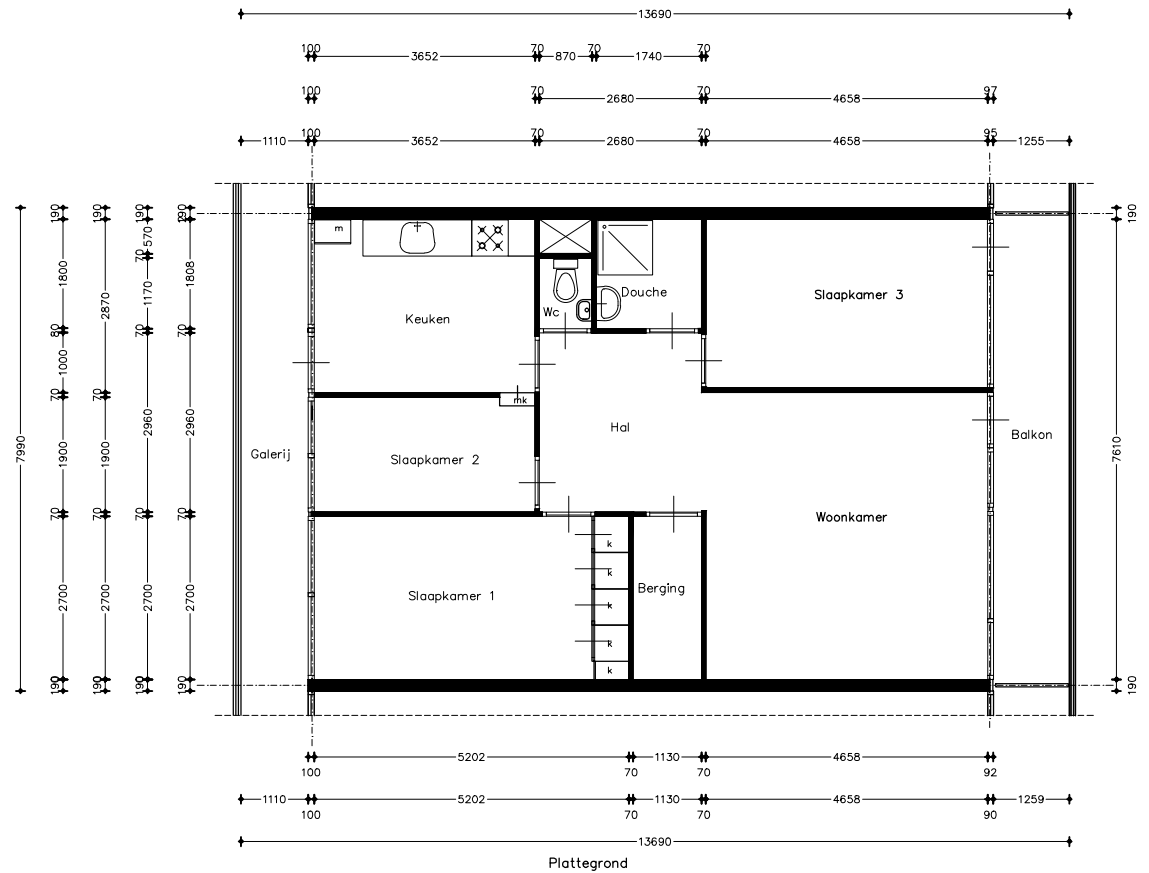 13690
100 3652 70 870 70 1740 70
100 70 2680 70 4658 97
1110 100 3652 70 2680 70 4658 95 1255
190 190 190 190 190
570
70
1800 2870 1170 1808
80 70 70
1000
70 70
7990 1900 1900 2960 2960 7610
70 70 70 70
2700 2700 2700 2700
190 190 190 190 190
m
Keuken
Wc
Douche
Slaapkamer 3
mk
Hal
Galerij
Slaapkamer 2
Balkon
Woonkamer
Slaapkamer 1
k
k
k
k
k
Berging
5202 1130 4658
100 70 70 92
1110 5202 1130 4658 1259
100 70 70 90
13690
Plattegrond